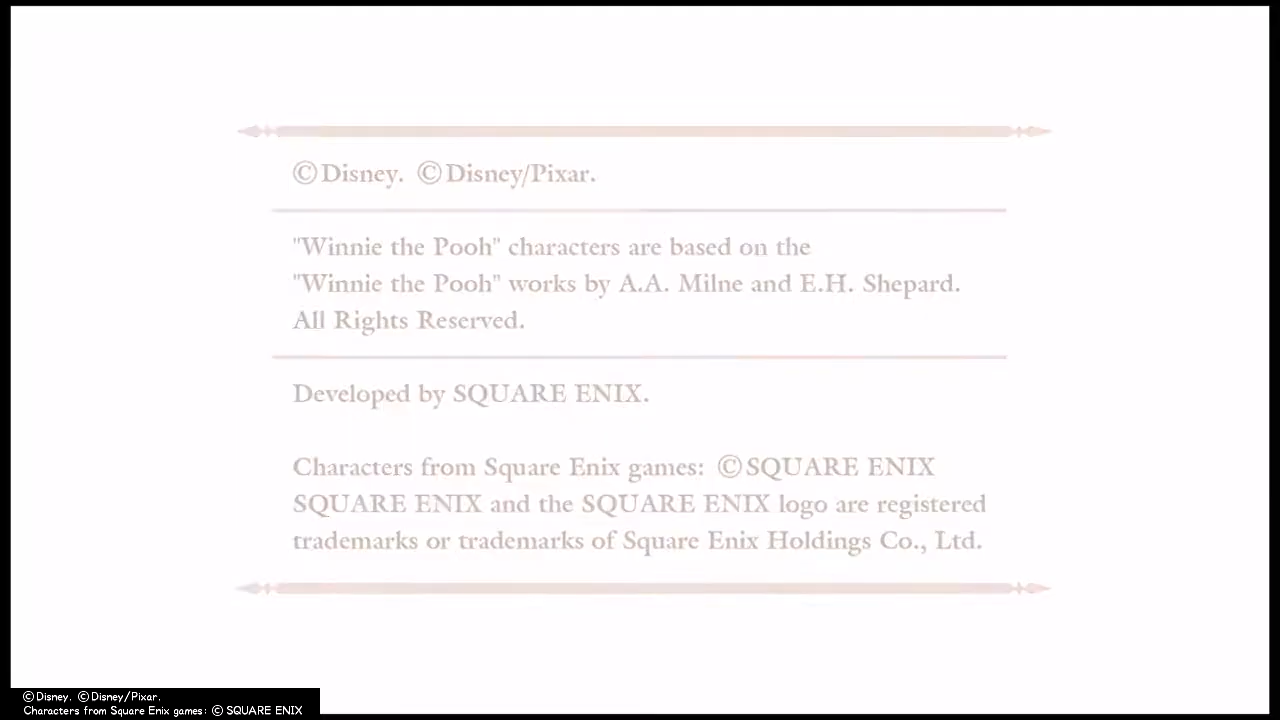 ©Disney. ©Disney/Pixar.
"Winnie the Pooh" characters are based on the
"Winnie the Pooh" works by A.A. Milne and E.H. Shepard.
All Rights Reserved.
Developed by SQUARE ENIX.
Characters from Square Enix games: ©SQUARE ENIX
SQUARE ENIX and the SQUARE ENIX logo are registered
trademarks or trademarks of Square Enix Holdings Co., Ltd.
©Disney. ©Disney/Pixar.
Characters from Square Enix games: © SQUARE ENIX